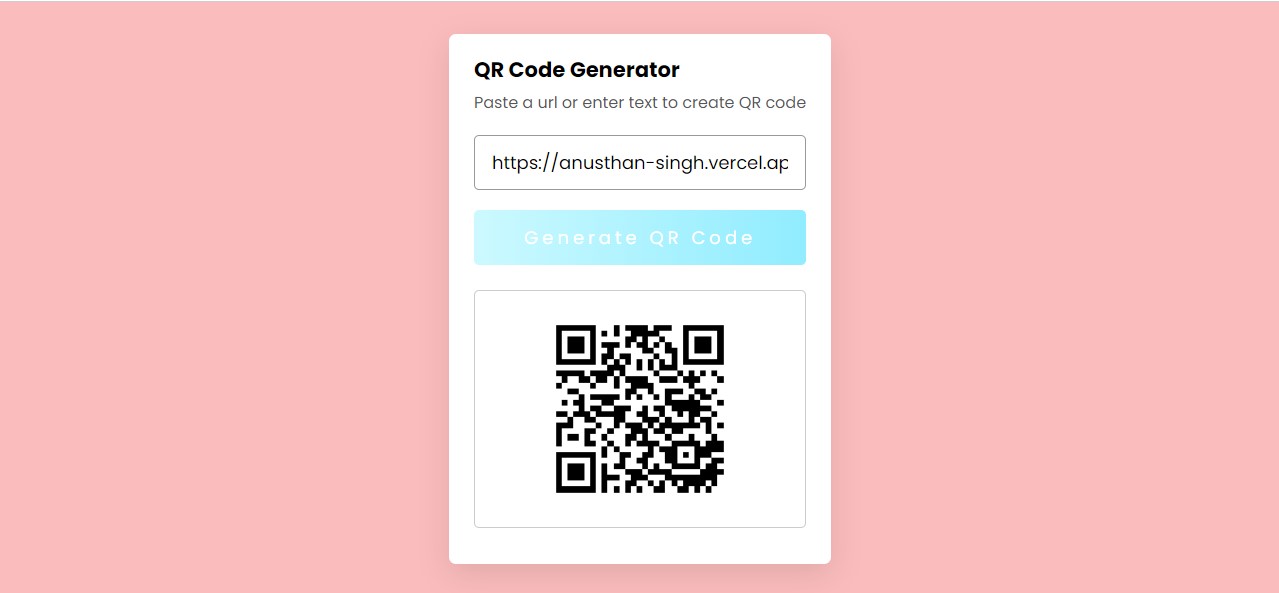 QR Code Generator
Paste a url or enter text to create QR code
https://anusthan-singh.vercel.ap
Generate QR Code